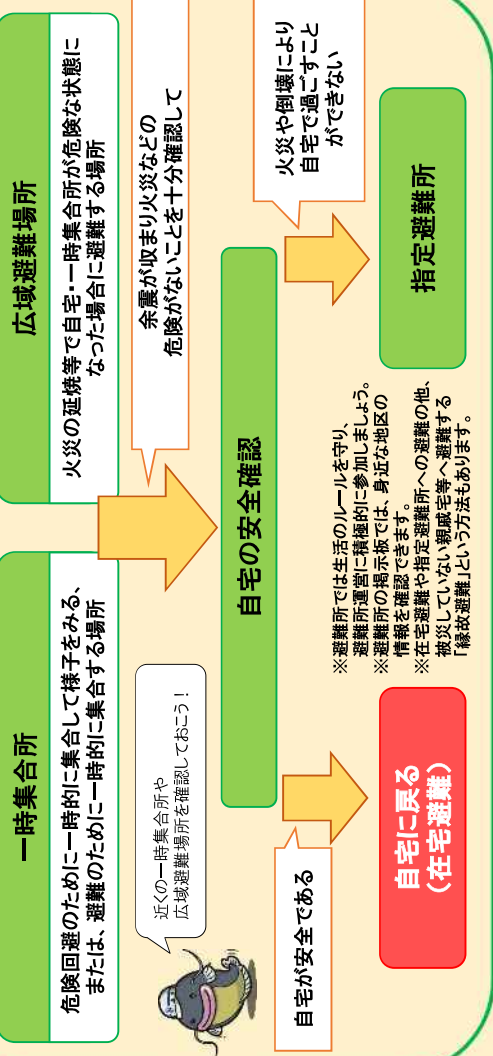 一時集合所
危険回避のために一時的に集合して様子をみる、
または、避難のために一時的に集合する場所
広域避難場所
火災の延焼等で自宅・一時集合所が危険な状態に
なった場合に避難する場所
近くの一時集合所や
広域避難場所を確認しておこう！
余震が収まり火災などの
危険がないことを十分確認して
自宅の安全確認
自宅が安全である
火災や倒壊により
自宅で過ごすこと
ができない
自宅に戻る
（在宅避難）
※避難所では生活のルールを守り、
避難所運営に積極的に参加しましょう。
※避難所の掲示板では、身近な地区の
情報を確認できます。
※在宅避難や指定避難所への避難の他、
被災していない親戚宅等へ避難する
「縁故避難」という方法もあります。
指定避難所